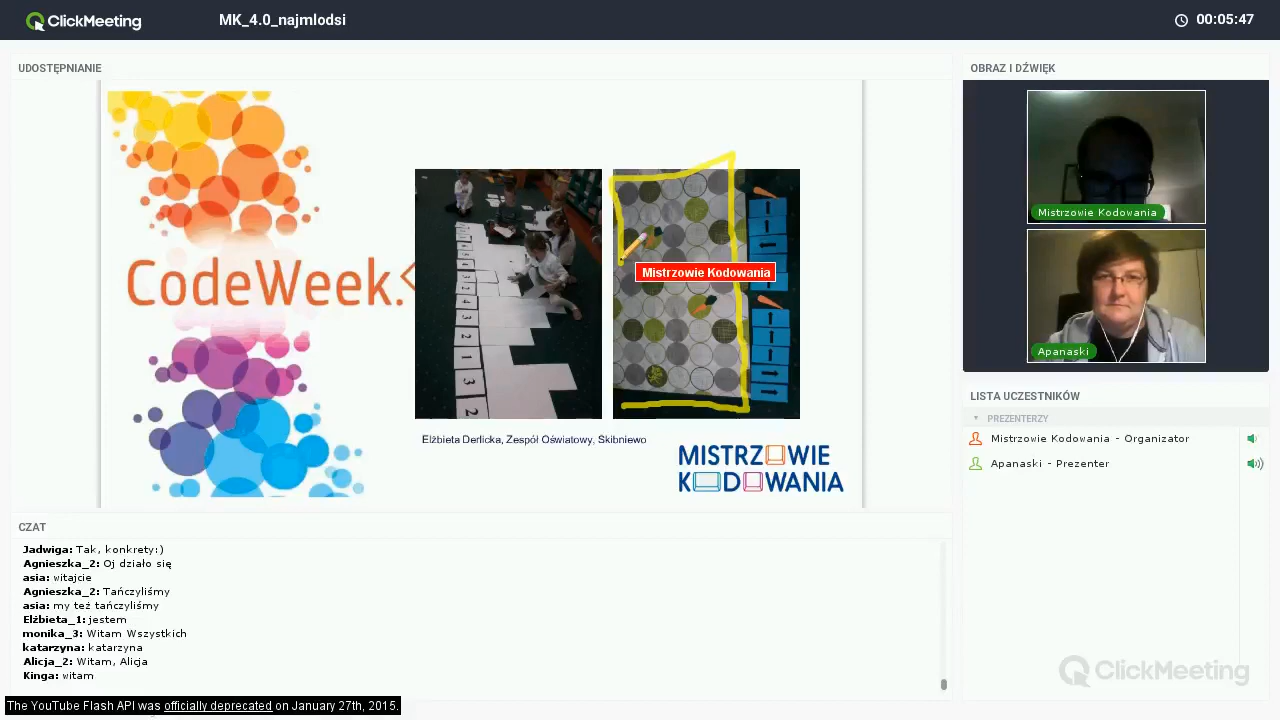 ClickMeeting
MK_4.0_najmlodsi
00:05:47
UDOSTĘPNIANIE
OBRAZ I DŹWIĘK
CodeWeek.
Mistrzowie Kodowania
Elżbieta Derlicka, Zespół Oświatowy, Skibniewo
MISTRZOWIE
KODOWANIA
Mistrzowie Kodowania
Apanaski
LISTA UCZESTNIKÓW
PREZENTERZY
Mistrzowie Kodowania - Organizator
Apanaski - Prezenter
CZAT
Jadwiga: Tak, konkrety:)
Agnieszka_2: Oj działo się
asia: witajcie
Agnieszka_2: Tańczyliśmy
asia: my też tańczyliśmy
Elżbieta_1: jestem
monika_3: Witam Wszystkich
katarzyna: katarzyna
Alicja_2: Witam, Alicja
Kinga: witam
ClickMeeting
The YouTube Flash API was officially deprecated on January 27th, 2015.